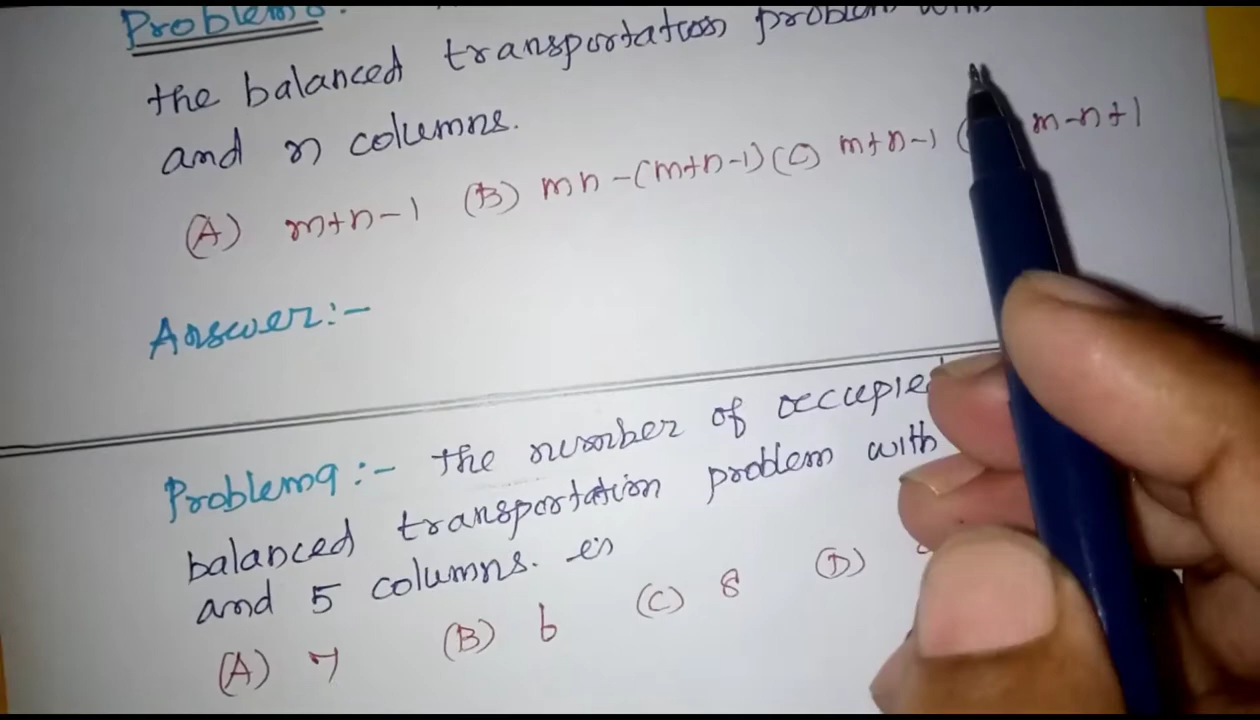 Problem8:-
the balanced transportation problem with
and n columns.
(A) m+n-1 (B) mn-(m+n-1) (C) m+n-1 m-n+1
Answer:-
Problem9:- the number of occupied
balanced transportation problem with
and 5 columns. is
(A) 7 (B) 6 (C) 8 (D)